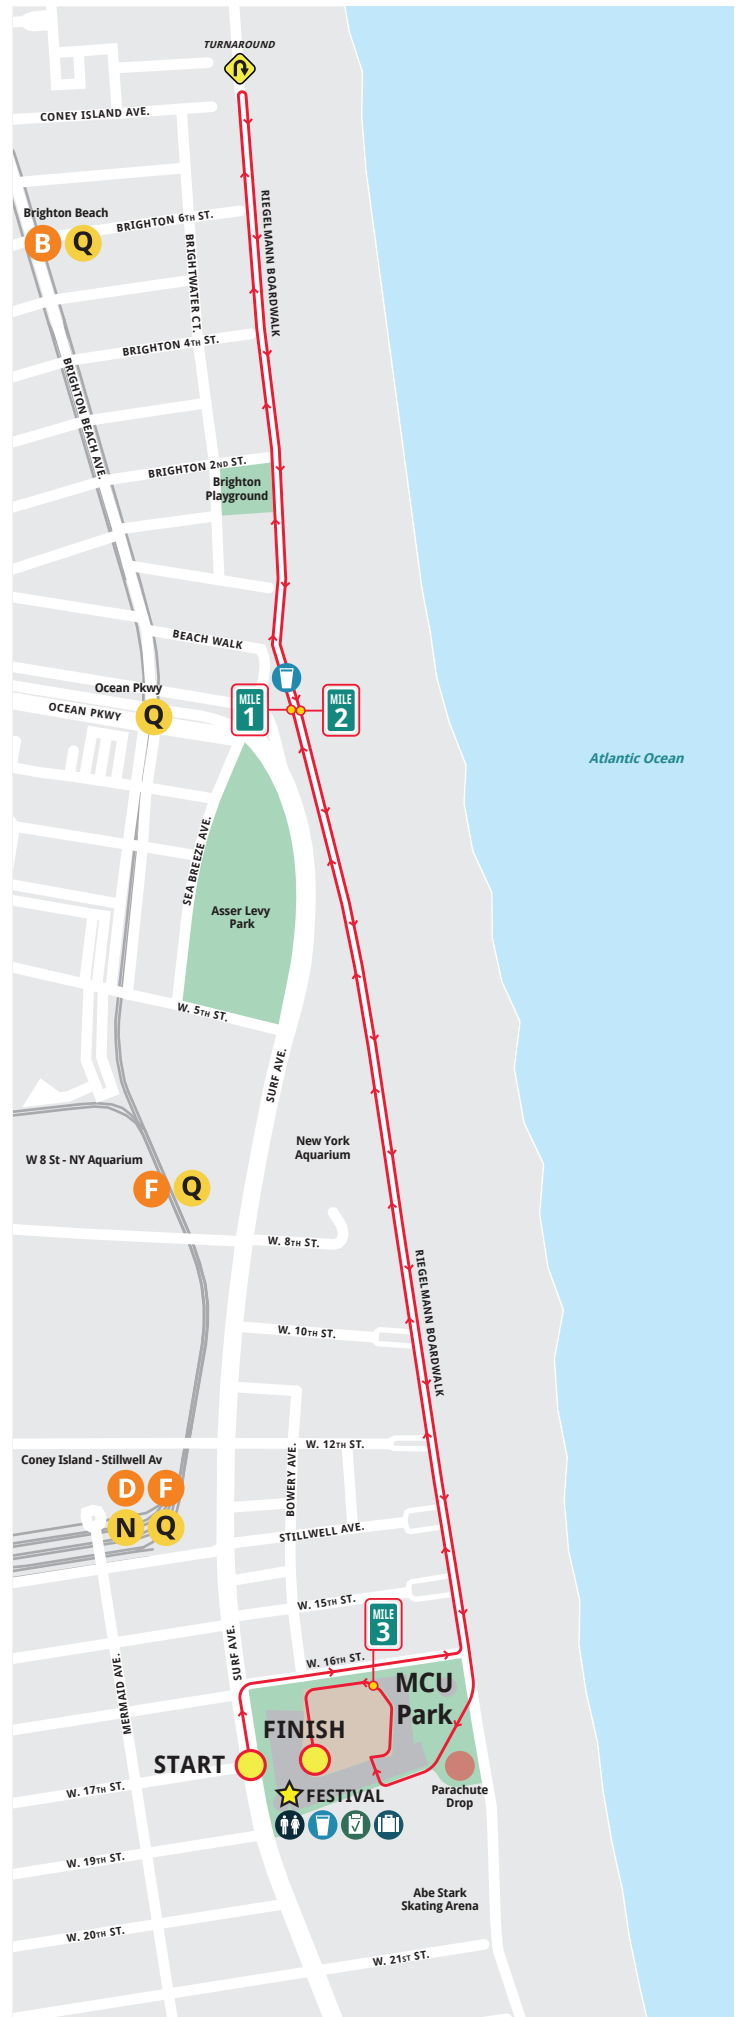 TURNAROUND
CONEY ISLAND AVE.
Brighton Beach
B Q
BRIGHTON 6TH ST.
RIEGELMANN BOARDWALK
BRIGHTWATER CT.
BRIGHTON 4TH ST.
BRIGHTON BEACH AVE.
BRIGHTON 2ND ST.
Brighton
Playground
BEACH WALK
Ocean Pkwy
Q
OCEAN PKWY
MILE
1
MILE
2
Atlantic Ocean
SEA BREEZE AVE.
Asser Levy
Park
W. 5TH ST.
SURF AVE.
New York
Aquarium
W 8 St - NY Aquarium
F Q
W. 8TH ST.
RIEGELMANN BOARDWALK
W. 10TH ST.
W. 12TH ST.
Coney Island - Stillwell Av
D F
N Q
BOWERY AVE.
STILLWELL AVE.
W. 15TH ST.
MILE
3
SURF AVE.
W. 16TH ST.
MERMAID AVE.
MCU
Park
FINISH
START
FESTIVAL
Parachute
Drop
W. 17TH ST.
W. 19TH ST.
Abe Stark
Skating Arena
W. 20TH ST.
W. 21ST ST.